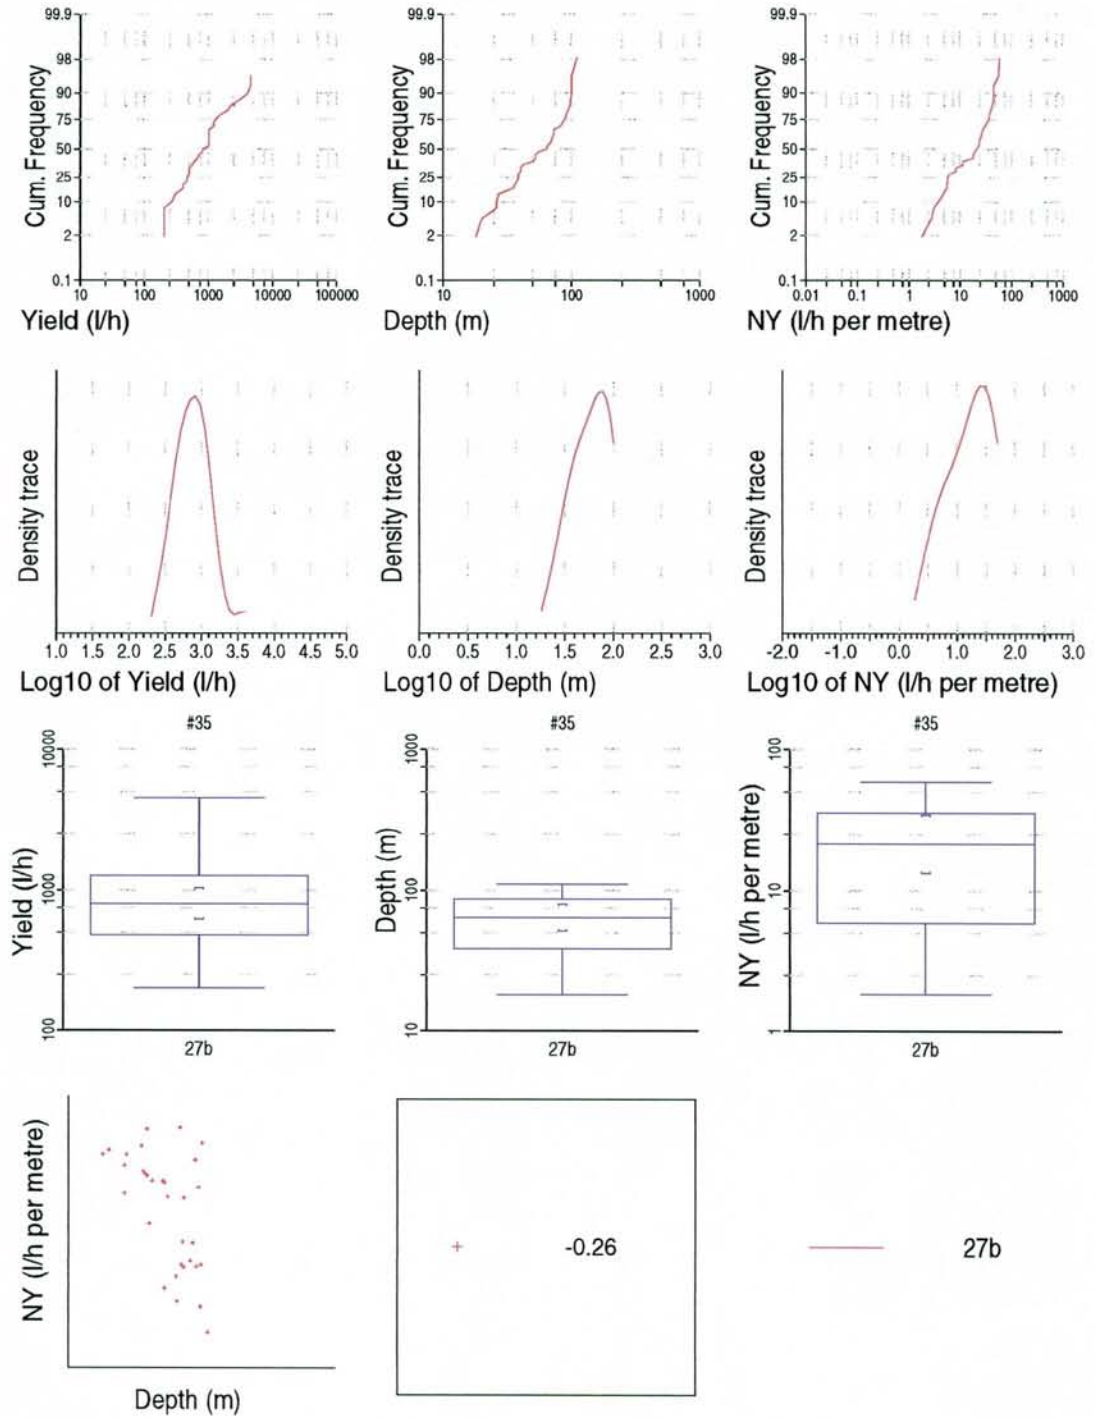 99.9
98
90
75
50
25
10
2
0.1
Cum. Frequency
10 100 1000 10000 100000
Yield (l/h)
99.9
98
90
75
50
25
10
2
0.1
Cum. Frequency
10 100 1000
Depth (m)
99.9
98
90
75
50
25
10
2
0.1
Cum. Frequency
0.01 0.1 1 10 100 1000
NY (l/h per metre)
Density trace
1.0 1.5 2.0 2.5 3.0 3.5 4.0 4.5 5.0
Log10 of Yield (l/h)
Density trace
0.0 0.5 1.0 1.5 2.0 2.5 3.0
Log10 of Depth (m)
Density trace
-2.0 -1.0 0.0 1.0 2.0 3.0
Log10 of NY (l/h per metre)
#35
10000
1000
100
Yield (l/h)
27b
#35
1000
100
10
Depth (m)
27b
#35
100
10
1
NY (l/h per metre)
27b
NY (l/h per metre)
Depth (m)
-0.26
27b